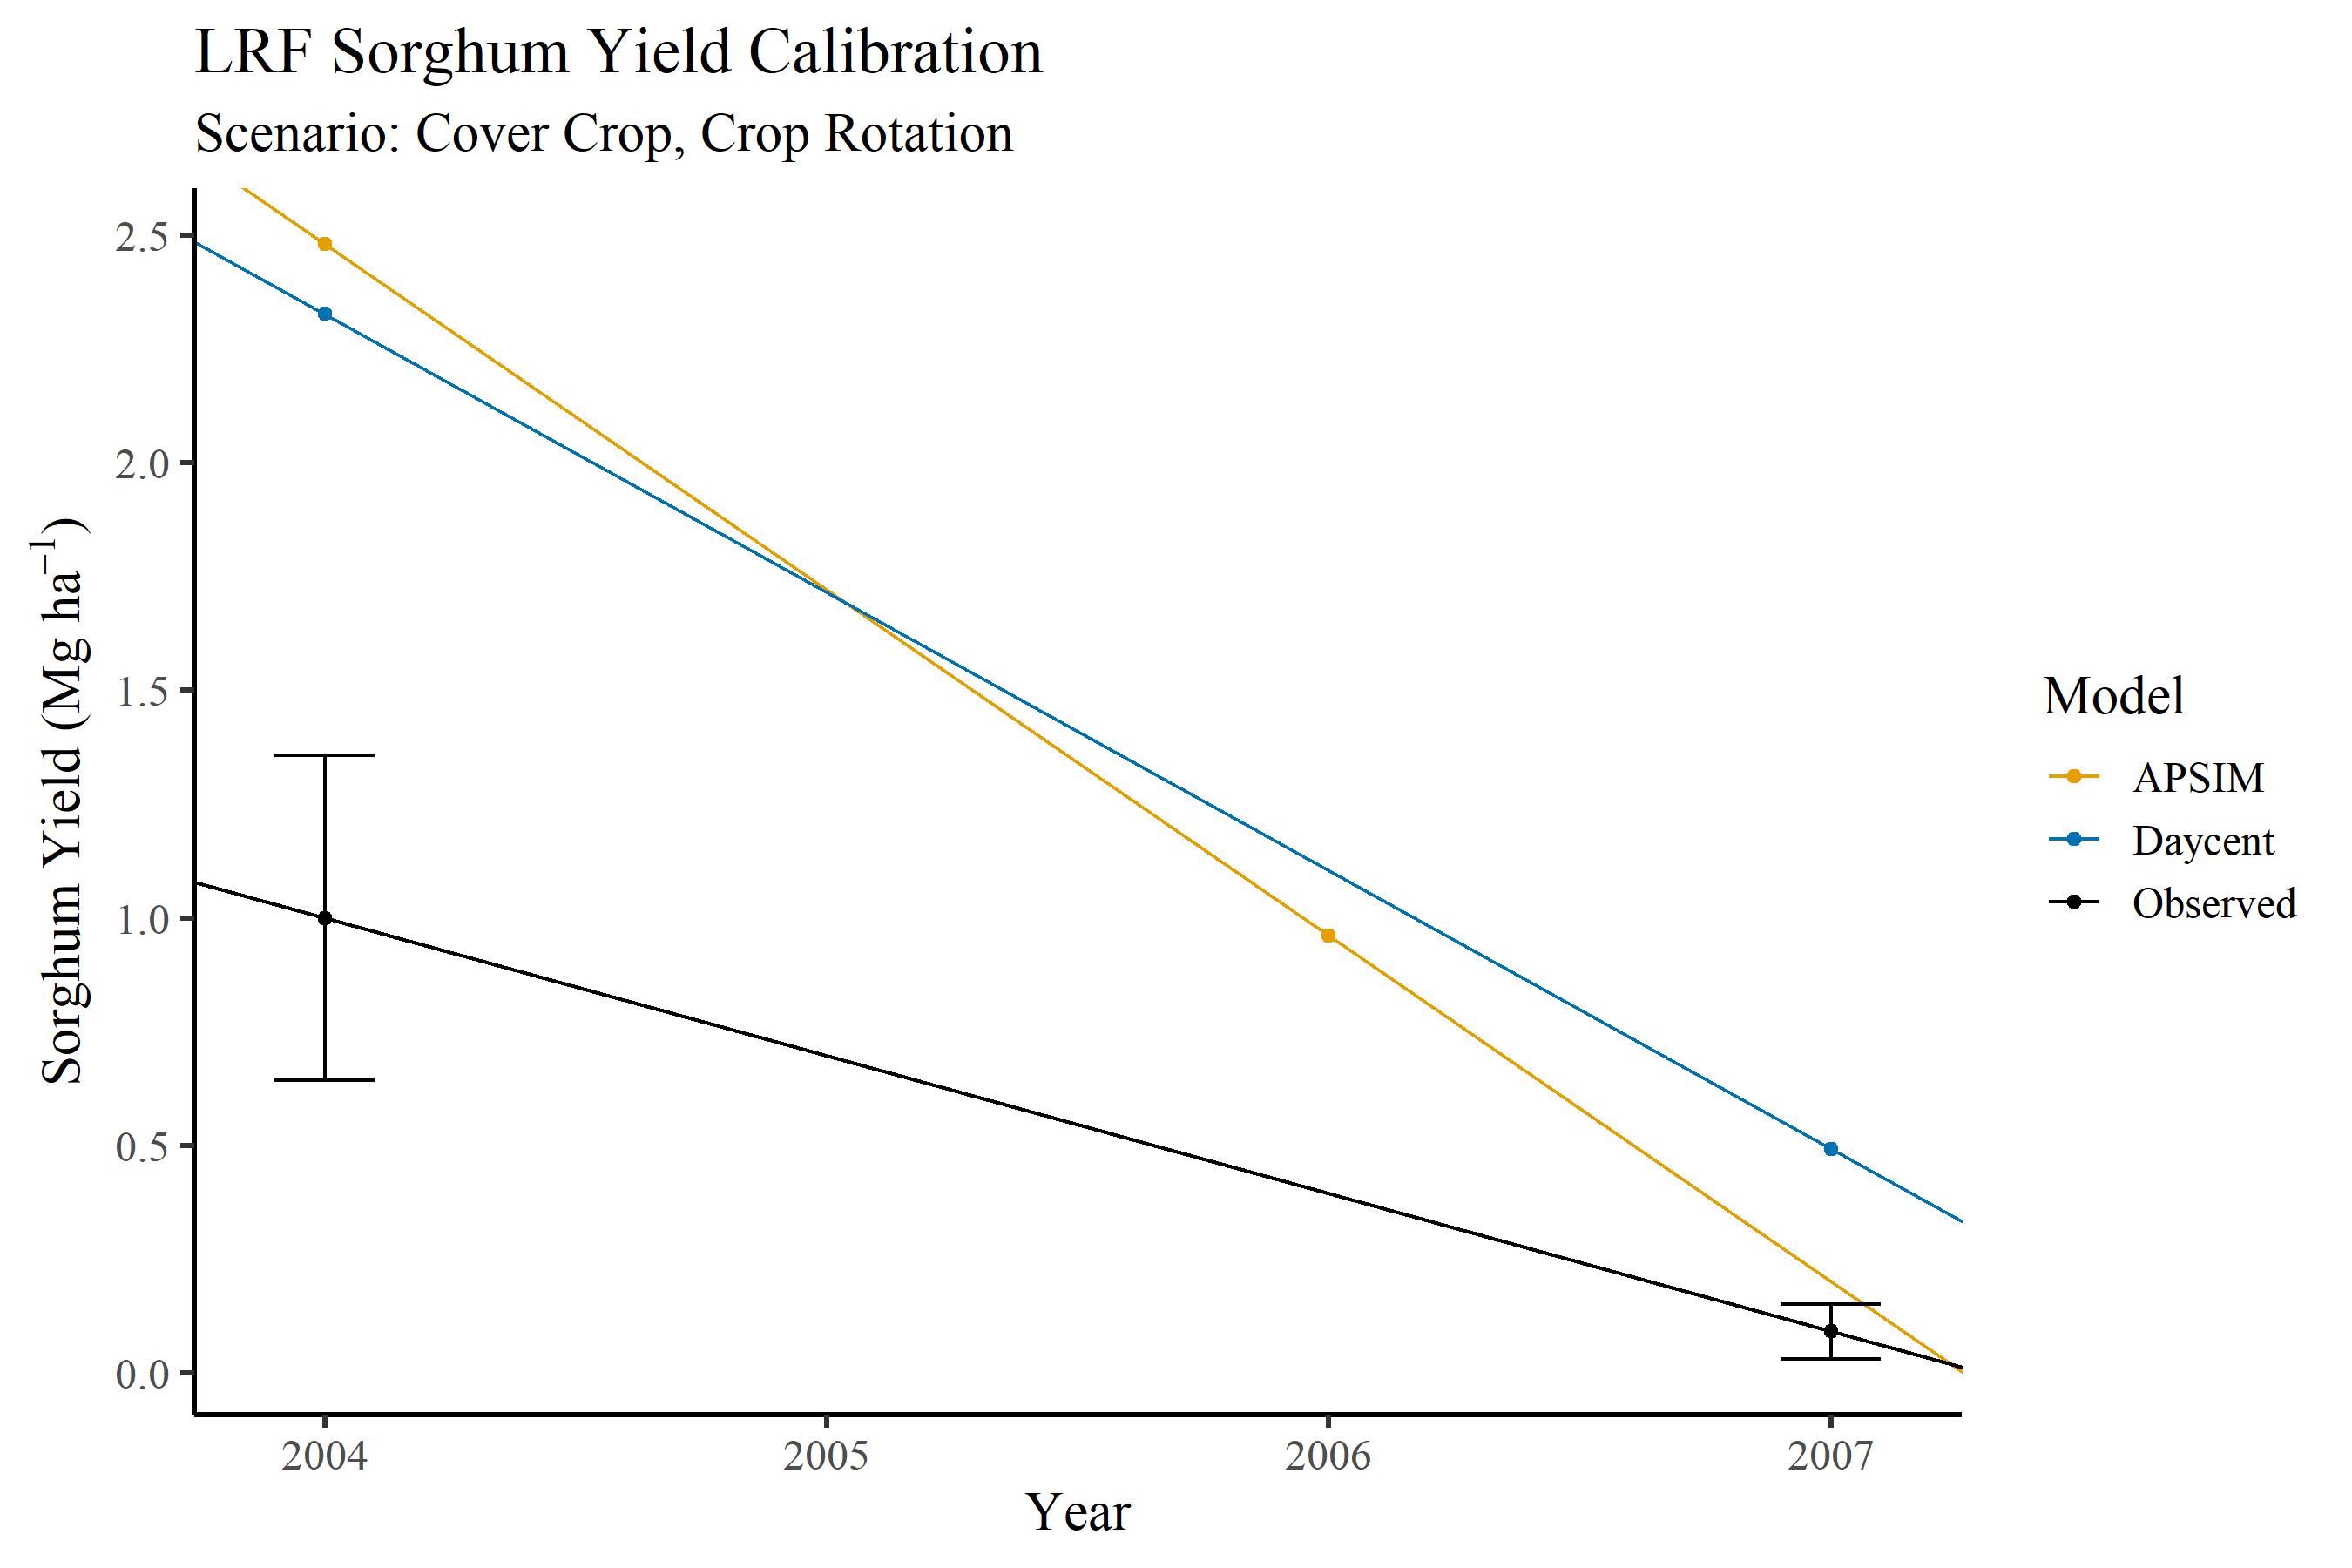 LRF Sorghum Yield Calibration
Scenario: Cover Crop, Crop Rotation
Sorghum Yield (Mg ha⁻¹)
2.5
2.0
1.5
1.0
0.5
0.0
2004 2005 2006 2007
Year
Model
APSIM
Daycent
Observed